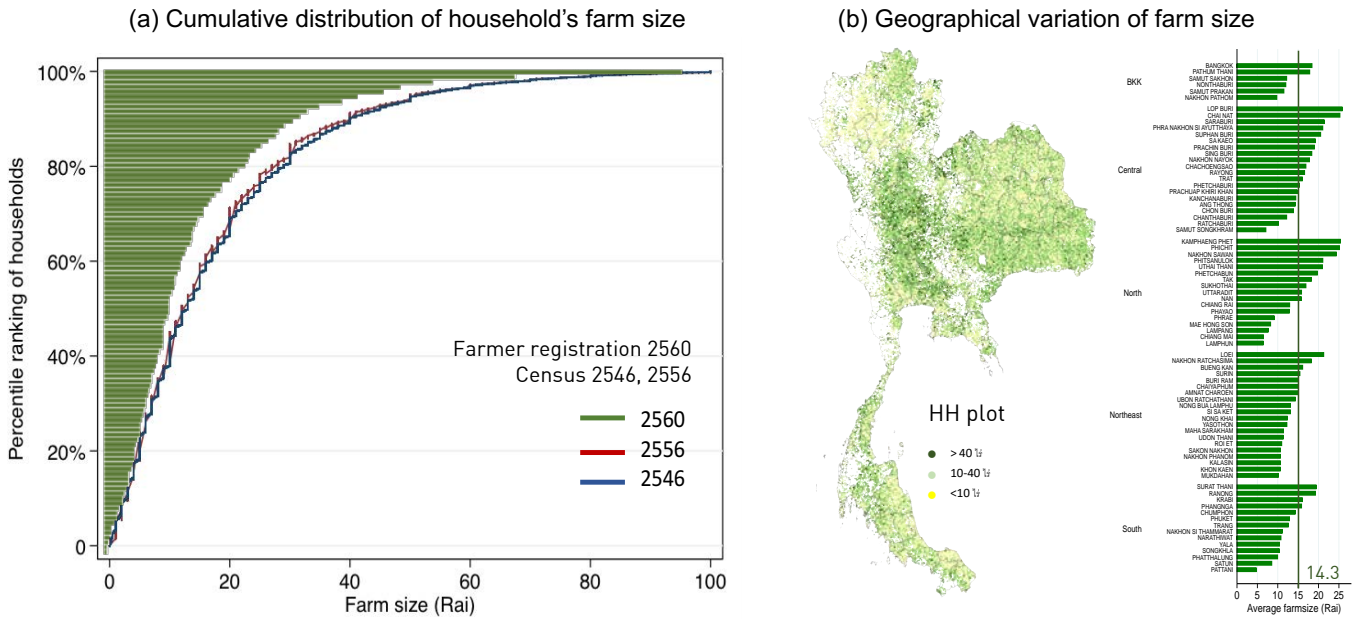 (a) Cumulative distribution of household’s farm size
Percentile ranking of households
100%
80%
60%
40%
20%
0
0
20
40
60
80
100
Farm size (Rai)
Farmer registration 2560
Census 2546, 2556
2560
2556
2546
(b) Geographical variation of farm size
HH plot
> 40 ไร่
10-40 ไร่
<10 ไร่
BKK
BANGKOK
PATHUM THANI
SAMUT SAKHON
NONTHABURI
SAMUT PRAKAN
NAKHON PATHOM
Central
LOP BURI
CHAI NAT
SARABURI
PHRA NAKHON SI AYUTTHAYA
SUPHAN BURI
SA KAEO
PRACHIN BURI
SING BURI
NAKHON NAYOK
CHACHOENGSAO
RAYONG
TRAT
PHETCHABURI
PRACHUAP KHIRI KHAN
KANCHANABURI
ANG THONG
CHON BURI
CHANTHABURI
RATCHABURI
SAMUT SONGKHRAM
North
KAMPHAENG PHET
PHICHIT
NAKHON SAWAN
PHITSANULOK
UTHAI THANI
PHETCHABUN
TAK
SUKHOTHAI
UTTARADIT
NAN
CHIANG RAI
PHAYAO
PHRAE
MAE HONG SON
LAMPANG
CHIANG MAI
LAMPHUN
Northeast
LOEI
NAKHON RATCHASIMA
BUENG KAN
SURIN
BURI RAM
CHAIYAPHUM
AMNAT CHAROEN
UBON RATCHATHANI
NONG BUA LAMPHU
SI SA KET
NONG KHAI
YASOTHON
MAHA SARAKHAM
UDON THANI
ROI ET
SAKON NAKHON
NAKHON PHANOM
KALASIN
KHON KAEN
MUKDAHAN
South
SURAT THANI
RANONG
KRABI
PHANGNGA
CHUMPHON
PHUKET
TRANG
NAKHON SI THAMMARAT
NARATHIWAT
YALA
SONGKHLA
PHATTHALUNG
SATUN
PATTANI
14.3
0
5
10
15
20
25
Average farmsize (Rai)